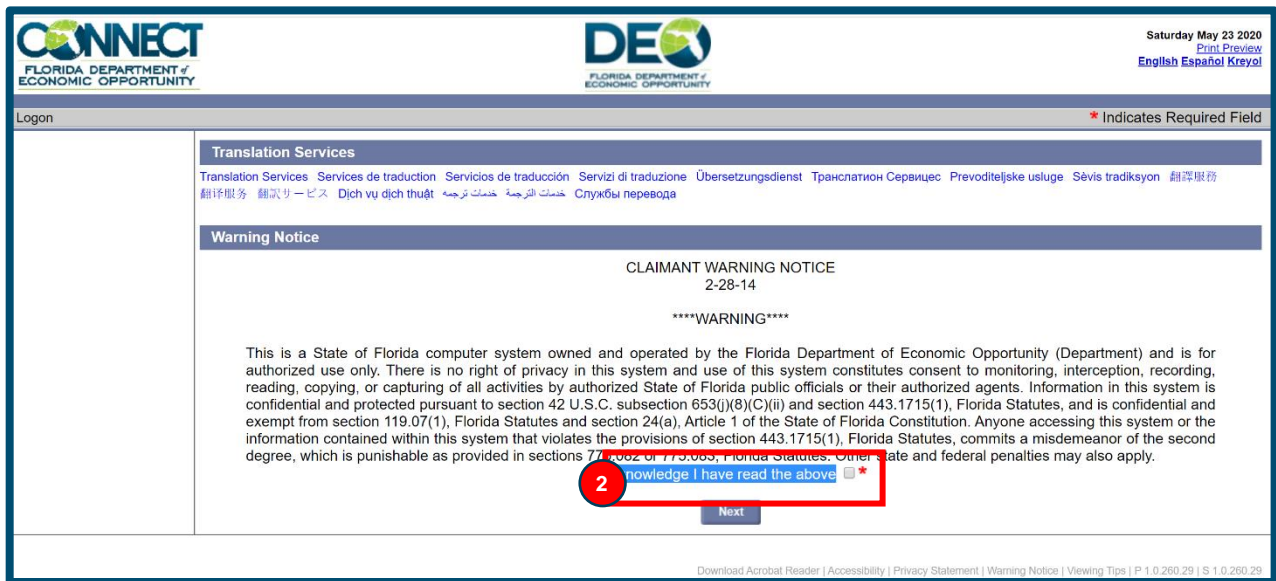 CONNECT
FLORIDA DEPARTMENT of
ECONOMIC OPPORTUNITY
DEO
FLORIDA DEPARTMENT of
ECONOMIC OPPORTUNITY
Saturday May 23 2020
Print Preview
English Español Kreyol
Logon
* Indicates Required Field
Translation Services
Translation Services Services de traduction Servicios de traducción Servizi di traduzione Übersetzungsdienst Транслатион Сервицес Prevoditeljske usluge Sèvis tradiksyon 翻譯服務
翻译服务 翻訳サービス Dịch vụ dịch thuật خدمات ترجمه خدمات الترجمة Службы перевода
Warning Notice
CLAIMANT WARNING NOTICE
2-28-14
****WARNING****
This is a State of Florida computer system owned and operated by the Florida Department of Economic Opportunity (Department) and is for
authorized use only. There is no right of privacy in this system and use of this system constitutes consent to monitoring, interception, recording,
reading, copying, or capturing of all activities by authorized State of Florida public officials or their authorized agents. Information in this system is
confidential and protected pursuant to section 42 U.S.C. subsection 653(j)(8)(C)(ii) and section 443.1715(1), Florida Statutes, and is confidential and
exempt from section 119.07(1), Florida Statutes and section 24(a), Article 1 of the State of Florida Constitution. Anyone accessing this system or the
information contained within this system that violates the provisions of section 443.1715(1), Florida Statutes, commits a misdemeanor of the second
degree, which is punishable as provided in sections 775.082 or 775.083, Florida Statutes. Other state and federal penalties may also apply.
2
nowledge I have read the above *
Next
Download Acrobat Reader | Accessibility | Privacy Statement | Warning Notice | Viewing Tips | P 1.0.260.29 | S 1.0.260.29